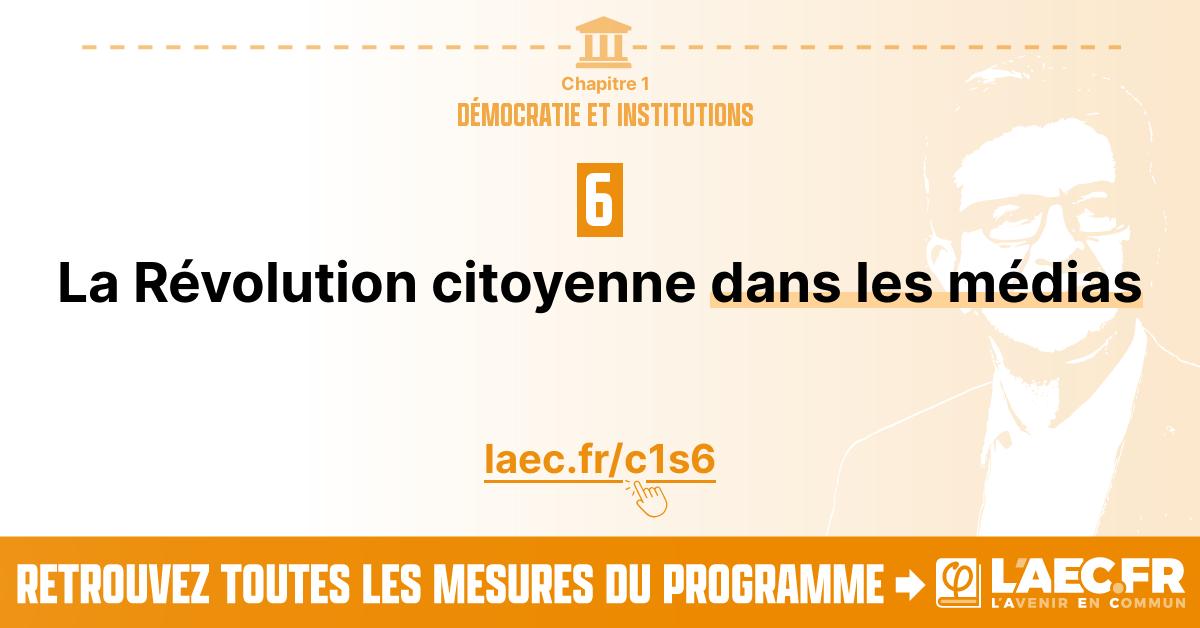 Chapitre 1
DÉMOCRATIE ET INSTITUTIONS
6
La Révolution citoyenne dans les médias
laec.fr/c1s6
RETROUVEZ TOUTES LES MESURES DU PROGRAMME
φ L'AEC.FR
L'AVENIR EN COMMUN